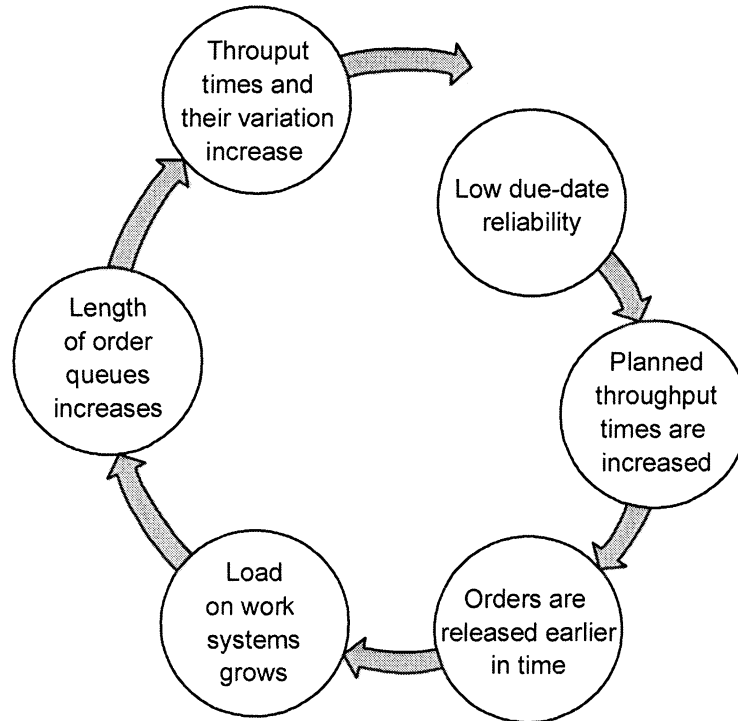 Throuput
times and
their variation
increase
Low due-date
reliability
Planned
throughput
times are
increased
Orders are
released earlier
in time
Load
on work
systems
grows
Length
of order
queues
increases